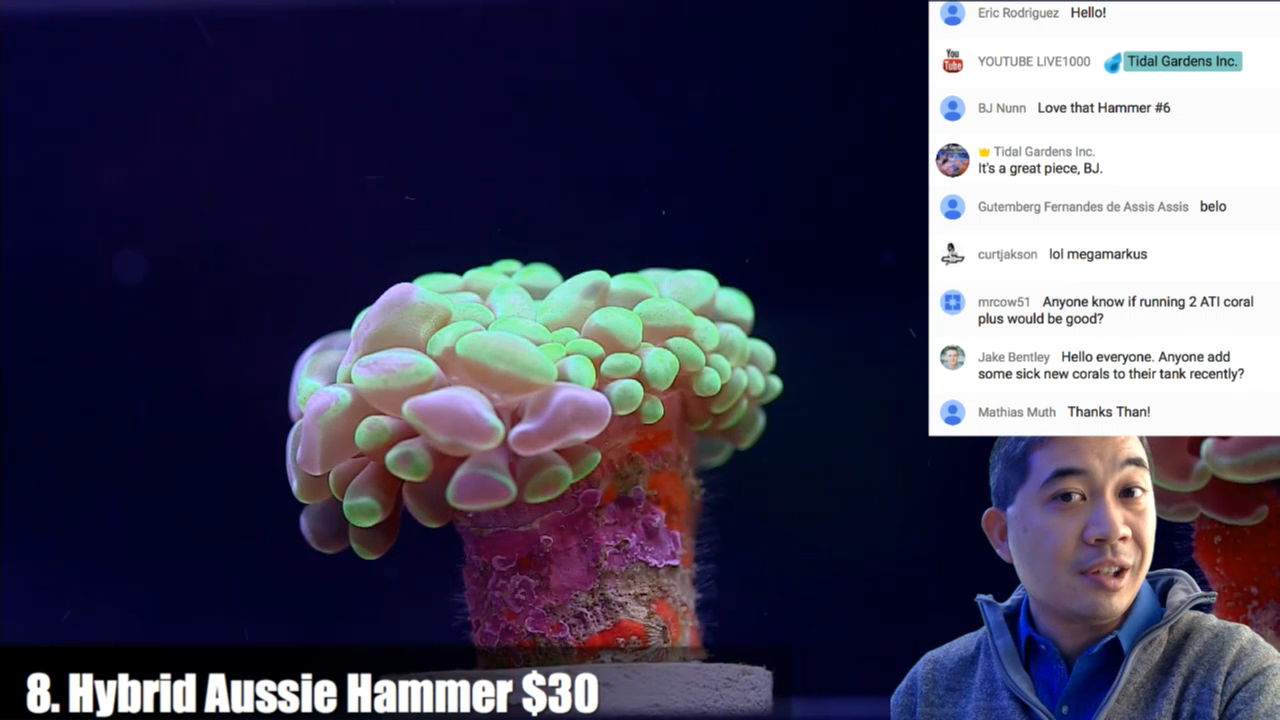 Eric Rodriguez Hello!
You
Tube
YOUTUBE LIVE1000 Tidal Gardens Inc.
BJ Nunn Love that Hammer #6
Tidal Gardens Inc.
It's a great piece, BJ.
Gutemberg Fernandes de Assis Assis belo
curtjakson lol megamarkus
mrcow51 Anyone know if running 2 ATI coral
plus would be good?
Jake Bentley Hello everyone. Anyone add
some sick new corals to their tank recently?
Mathias Muth Thanks Than!
8. Hybrid Aussie Hammer $30